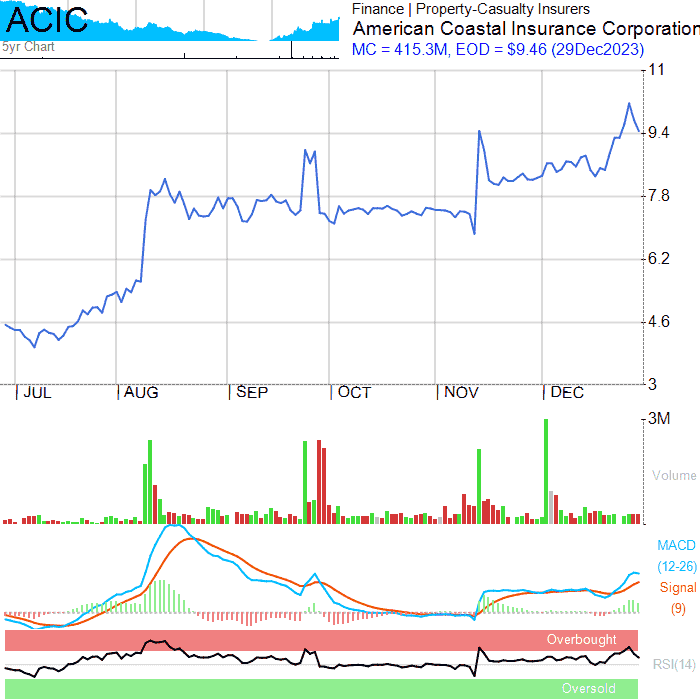 ACIC
5yr Chart
Finance | Property-Casualty Insurers
American Coastal Insurance Corporation
MC = 415.3M, EOD = $9.46 (29Dec2023)
11
9.4
7.8
6.2
4.6
3
JUL AUG SEP OCT NOV DEC
3M
Volume
MACD
(12-26)
Signal
(9)
Overbought
RSI(14)
Oversold